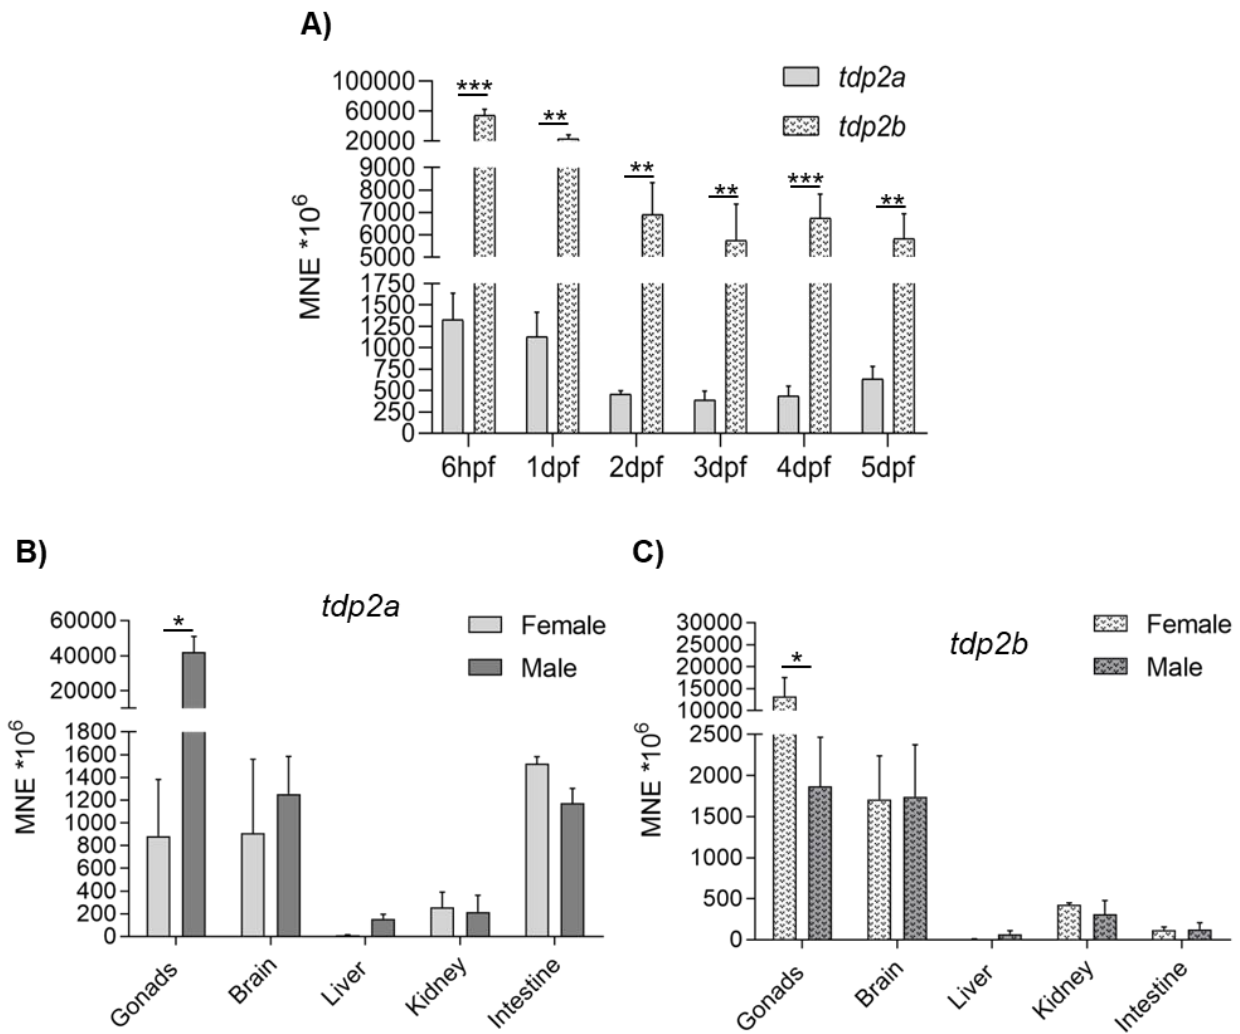 A)
tdp2a
tdp2b
100000
60000
20000
9000
8000
7000
6000
5000
1750
1500
1250
1000
750
500
250
0
MNE *10⁶
*** ** ** ** *** **
6hpf 1dpf 2dpf 3dpf 4dpf 5dpf
B)
tdp2a
Female
Male
60000
40000
20000
1800
1600
1400
1200
1000
800
600
400
200
0
MNE *10⁶
*
Gonads Brain Liver Kidney Intestine
C)
tdp2b
Female
Male
30000
25000
20000
15000
10000
2500
2000
1500
1000
500
0
MNE *10⁶
*
Gonads Brain Liver Kidney Intestine